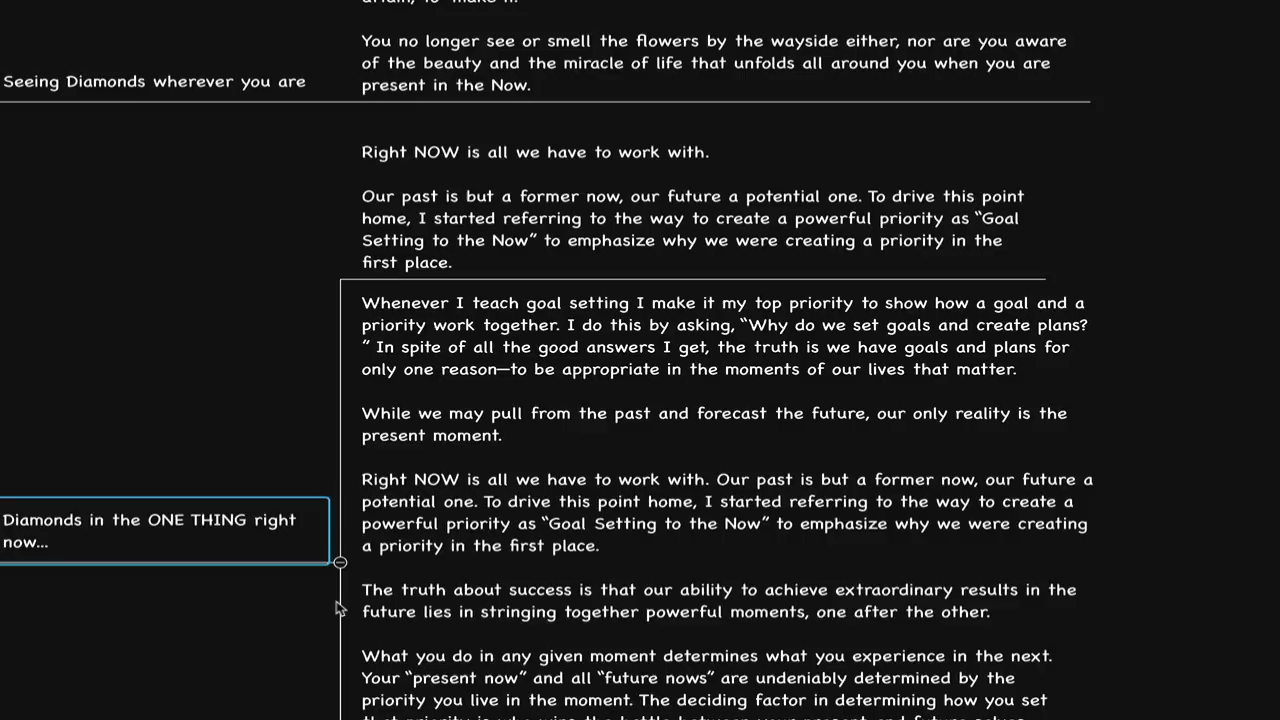 You no longer see or smell the flowers by the wayside either, nor are you aware
of the beauty and the miracle of life that unfolds all around you when you are
present in the Now.
Seeing Diamonds wherever you are
Right NOW is all we have to work with.
Our past is but a former now, our future a potential one. To drive this point
home, I started referring to the way to create a powerful priority as “Goal
Setting to the Now” to emphasize why we were creating a priority in the
first place.
Whenever I teach goal setting I make it my top priority to show how a goal and a
priority work together. I do this by asking, “Why do we set goals and create plans?
” In spite of all the good answers I get, the truth is we have goals and plans for
only one reason—to be appropriate in the moments of our lives that matter.
While we may pull from the past and forecast the future, our only reality is the
present moment.
Right NOW is all we have to work with. Our past is but a former now, our future a
potential one. To drive this point home, I started referring to the way to create a
powerful priority as “Goal Setting to the Now” to emphasize why we were creating
a priority in the first place.
Diamonds in the ONE THING right
now...
The truth about success is that our ability to achieve extraordinary results in the
future lies in stringing together powerful moments, one after the other.
What you do in any given moment determines what you experience in the next.
Your “present now” and all “future nows” are undeniably determined by the
priority you live in the moment. The deciding factor in determining how you set